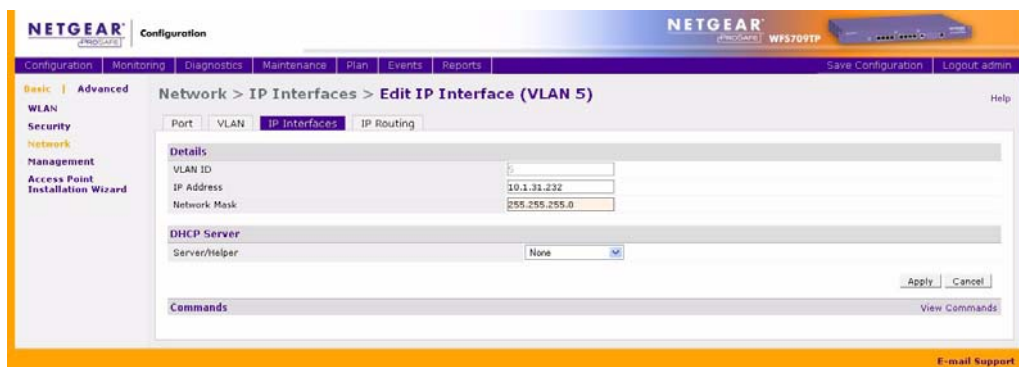 NETGEAR
PROSAFE
Configuration
NETGEAR
PROSAFE WFS709TP
Configuration Monitoring Diagnostics Maintenance Plan Events Reports Save Configuration Logout admin
Basic | Advanced
WLAN
Security
Network
Management
Access Point
Installation Wizard
Network > IP Interfaces > Edit IP Interface (VLAN 5)
Help
Port VLAN IP Interfaces IP Routing
Details
VLAN ID 5
IP Address 10.1.31.232
Network Mask 255.255.255.0
DHCP Server
Server/Helper None
Apply Cancel
Commands View Commands
E-mail Support